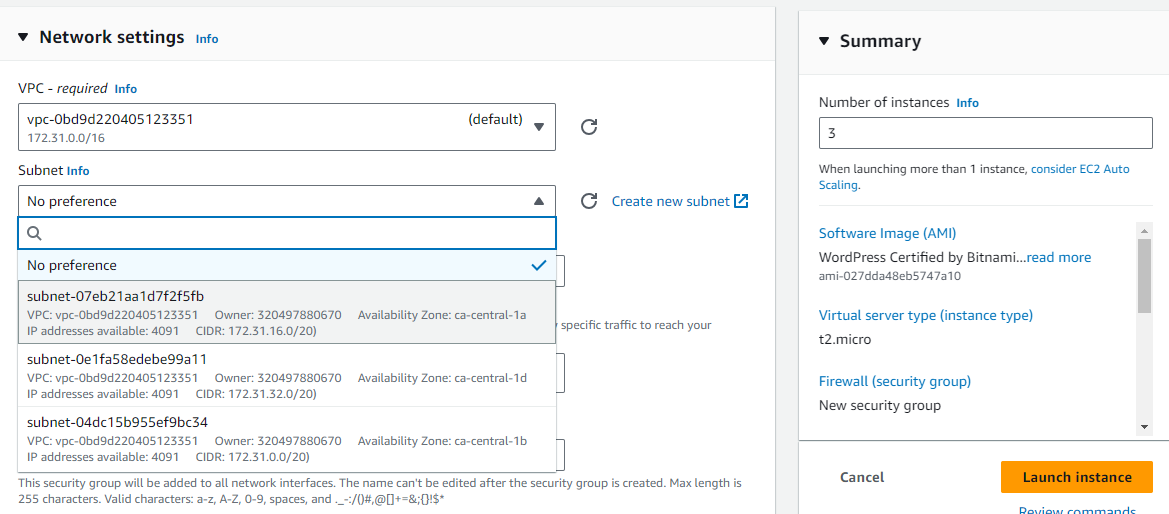 Network settings Info
VPC - required Info
vpc-0bd9d220405123351 (default)
172.31.0.0/16
Subnet Info
No preference
Create new subnet
No preference
subnet-07eb21aa1d7f2f5fb
VPC: vpc-0bd9d220405123351 Owner: 320497880670 Availability Zone: ca-central-1a
IP addresses available: 4091 CIDR: 172.31.16.0/20)
specific traffic to reach your
subnet-0e1fa58edebe99a11
VPC: vpc-0bd9d220405123351 Owner: 320497880670 Availability Zone: ca-central-1d
IP addresses available: 4091 CIDR: 172.31.32.0/20)
subnet-04dc15b955ef9bc34
VPC: vpc-0bd9d220405123351 Owner: 320497880670 Availability Zone: ca-central-1b
IP addresses available: 4091 CIDR: 172.31.0.0/20)
This security group will be added to all network interfaces. The name can't be edited after the security group is created. Max length is
255 characters. Valid characters: a-z, A-Z, 0-9, spaces, and ._-:/()#,@[]+=&;{}!$*
Summary
Number of instances Info
3
When launching more than 1 instance, consider EC2 Auto
Scaling.
Software Image (AMI)
WordPress Certified by Bitnami...read more
ami-027dda48eb5747a10
Virtual server type (instance type)
t2.micro
Firewall (security group)
New security group
Cancel
Launch instance
Review commands